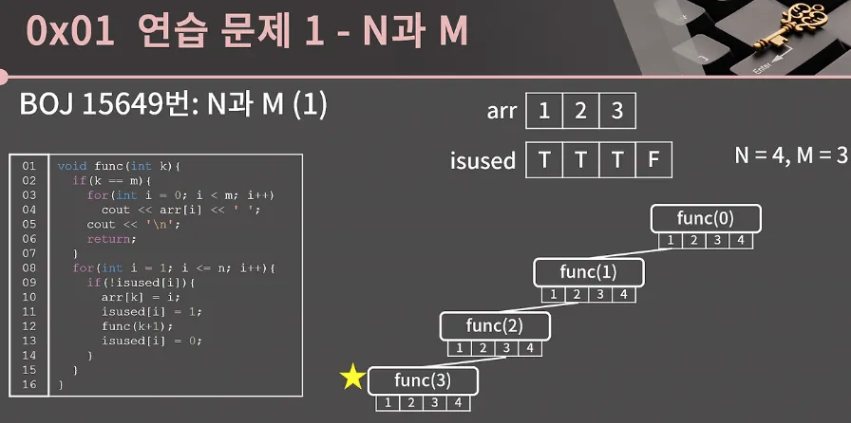 0x01 연습 문제 1 - N과 M
Enter
BOJ 15649번: N과 M (1)
arr 1 2 3
isused T T T F
N = 4, M = 3
01 void func(int k){
02 if(k == m){
03 for(int i = 0; i < m; i++)
04 cout << arr[i] << ' ';
05 cout << '\n';
06 return;
07 }
08 for(int i = 1; i <= n; i++){
09 if(!isused[i]){
10 arr[k] = i;
11 isused[i] = 1;
12 func(k+1);
13 isused[i] = 0;
14 }
15 }
16 }
func(0)
1 2 3 4
func(1)
1 2 3 4
func(2)
1 2 3 4
func(3)
1 2 3 4